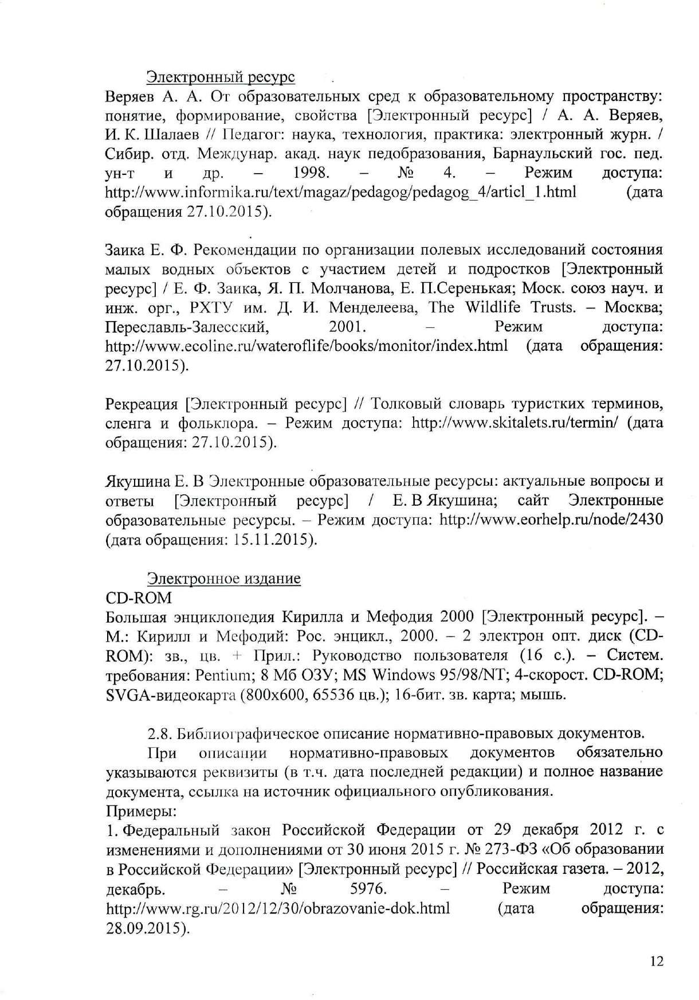 Электронный ресурс
Веряев А. А. От образовательных сред к образовательному пространству:
понятие, формирование, свойства [Электронный ресурс] / А. А. Веряев,
И. К. Шалаев // Педагог: наука, технология, практика: электронный журн. /
Сибир. отд. Междунар. акад. наук педобразования, Барнаульский гос. пед.
ун-т и др. – 1998. – № 4. – Режим доступа:
http://www.informika.ru/text/magaz/pedagog/pedagog_4/articl_1.html (дата
обращения 27.10.2015).
Заика Е. Ф. Рекомендации по организации полевых исследований состояния
малых водных объектов с участием детей и подростков [Электронный
ресурс] / Е. Ф. Заика, Я. П. Молчанова, Е. П.Серенькая; Моск. союз науч. и
инж. орг., РХТУ им. Д. И. Менделеева, The Wildlife Trusts. – Москва;
Переславль-Залесский, 2001. – Режим доступа:
http://www.ecoline.ru/wateroflife/books/monitor/index.html (дата обращения:
27.10.2015).
Рекреация [Электронный ресурс] // Толковый словарь туристких терминов,
сленга и фольклора. – Режим доступа: http://www.skitalets.ru/termin/ (дата
обращения: 27.10.2015).
Якушина Е. В Электронные образовательные ресурсы: актуальные вопросы и
ответы [Электронный ресурс] / Е. В Якушина; сайт Электронные
образовательные ресурсы. – Режим доступа: http://www.eorhelp.ru/node/2430
(дата обращения: 15.11.2015).
Электронное издание
CD-ROM
Большая энциклопедия Кирилла и Мефодия 2000 [Электронный ресурс]. –
М.: Кирилл и Мефодий: Рос. энцикл., 2000. – 2 электрон опт. диск (CD-
ROM): зв., цв. + Прил.: Руководство пользователя (16 с.). – Систем.
требования: Pentium; 8 Мб ОЗУ; MS Windows 95/98/NT; 4-скорост. CD-ROM;
SVGA-видеокарта (800x600, 65536 цв.); 16-бит. зв. карта; мышь.
2.8. Библиографическое описание нормативно-правовых документов.
При описании нормативно-правовых документов обязательно
указываются реквизиты (в т.ч. дата последней редакции) и полное название
документа, ссылка на источник официального опубликования.
Примеры:
1. Федеральный закон Российской Федерации от 29 декабря 2012 г. с
изменениями и дополнениями от 30 июня 2015 г. № 273-ФЗ «Об образовании
в Российской Федерации» [Электронный ресурс] // Российская газета. – 2012,
декабрь. – № 5976. – Режим доступа:
http://www.rg.ru/2012/12/30/obrazovanie-dok.html (дата обращения:
28.09.2015).
12